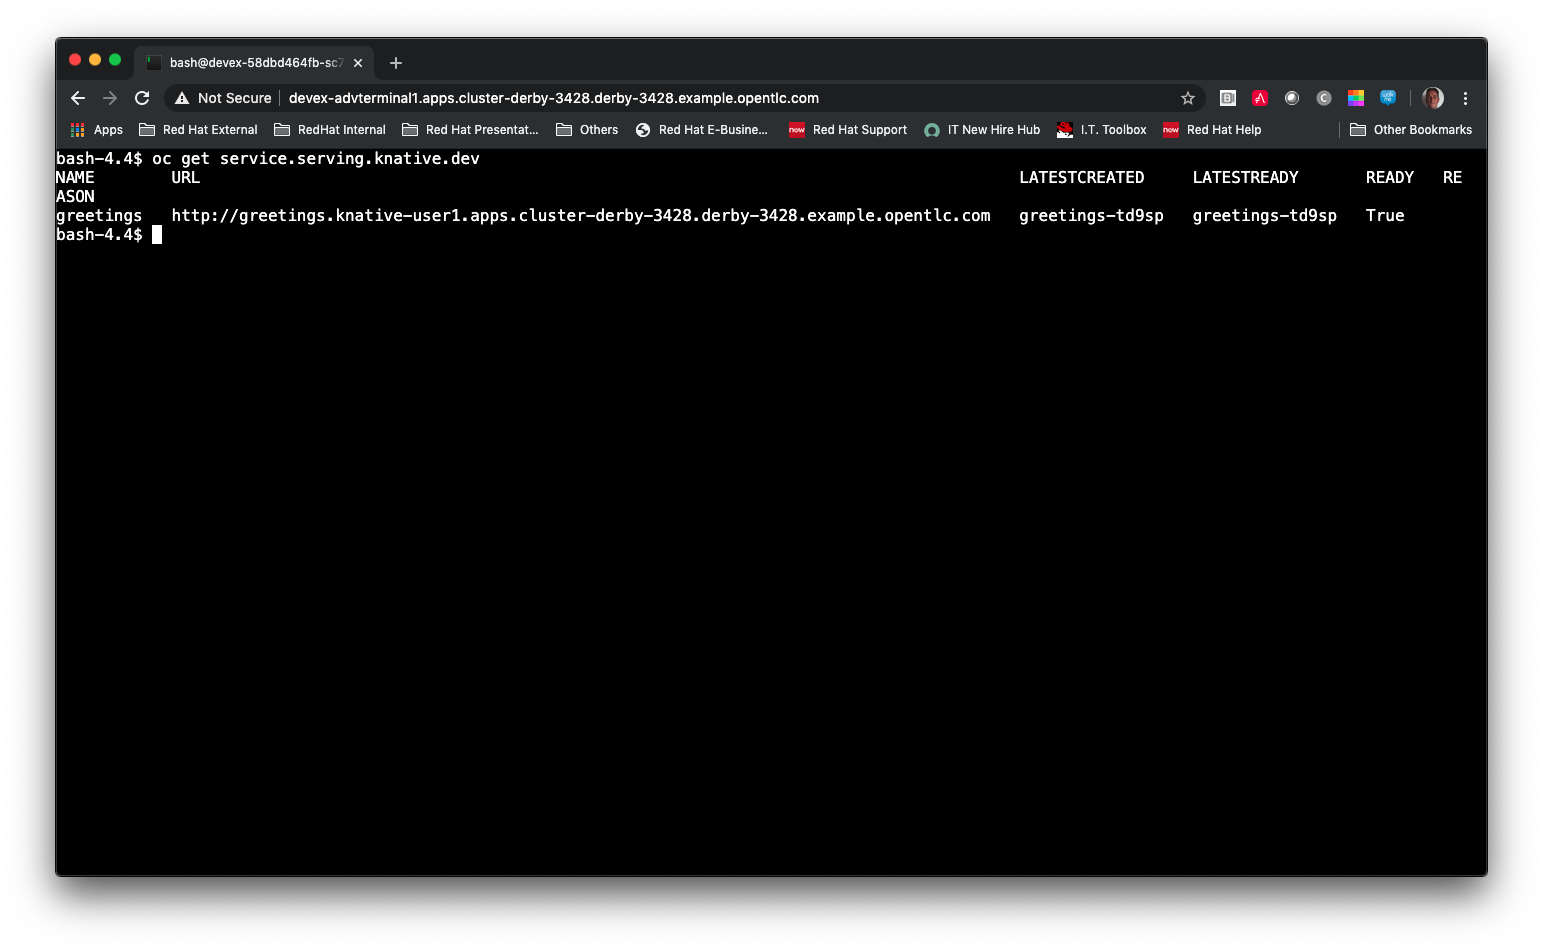 bash@devex-58dbd464fb-sc7
Not Secure devex-advterminal1.apps.cluster-derby-3428.derby-3428.example.opentlc.com
Apps Red Hat External RedHat Internal Red Hat Presentat... Others Red Hat E-Busine... now Red Hat Support IT New Hire Hub I.T. Toolbox now Red Hat Help Other Bookmarks
bash-4.4$ oc get service.serving.knative.dev
NAME URL LATESTCREATED LATESTREADY READY RE
ASON
greetings http://greetings.knative-user1.apps.cluster-derby-3428.derby-3428.example.opentlc.com greetings-td9sp greetings-td9sp True
bash-4.4$